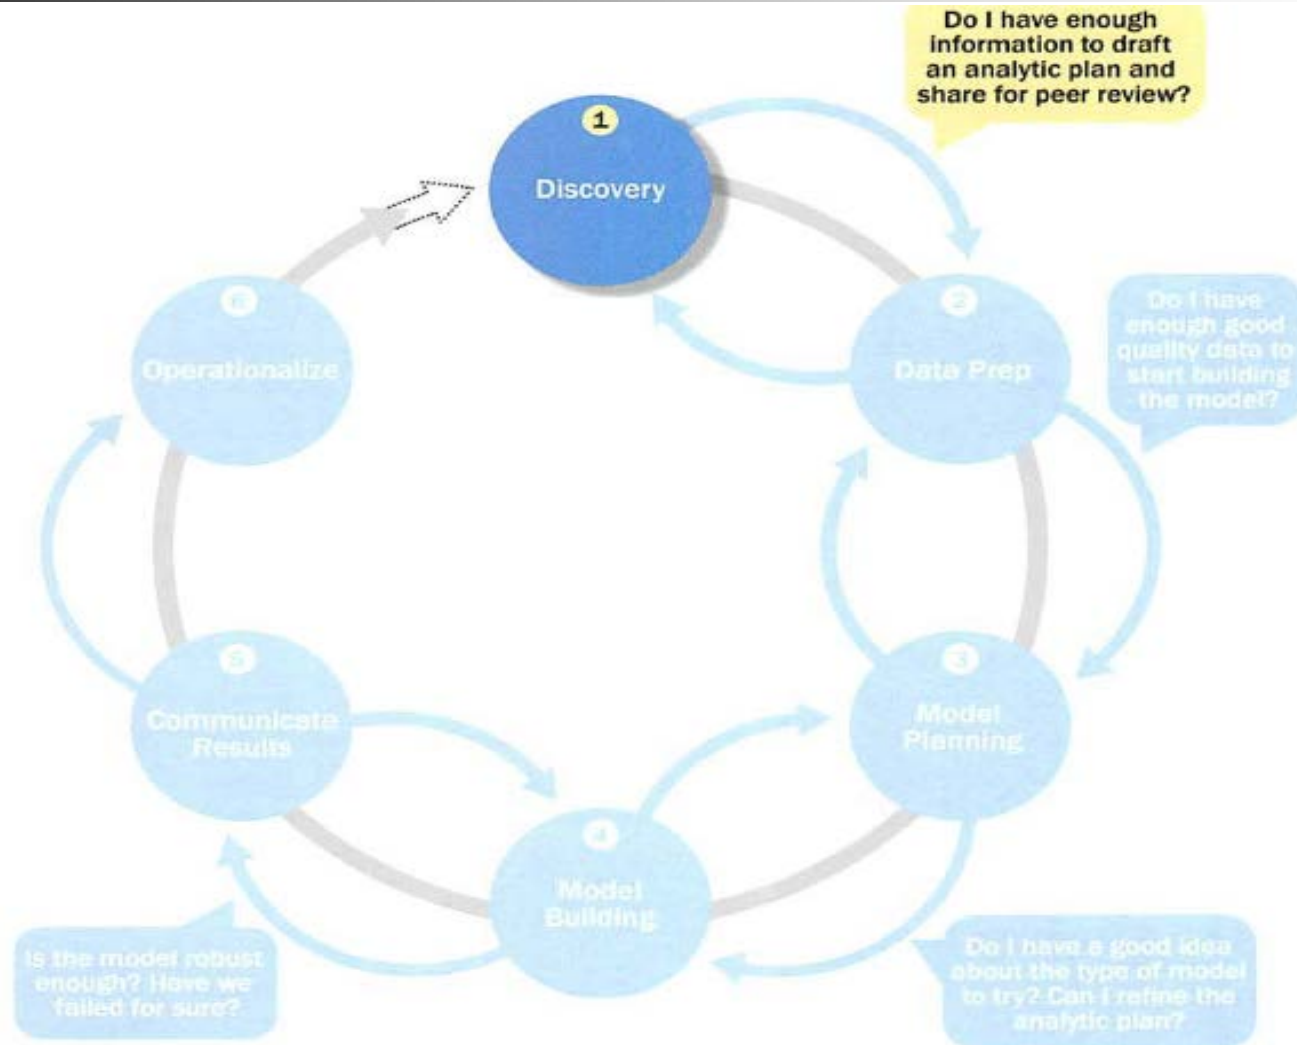 Do I have enough
information to draft
an analytic plan and
share for peer review?
1
Discovery
2
Data Prep
Do I have
enough good
quality data to
start building
the model?
3
Model
Planning
Do I have a good idea
about the type of model
to try? Can I refine the
analytic plan?
4
Model
Building
Is the model robust
enough? Have we
failed for sure?
5
Communicate
Results
6
Operationalize